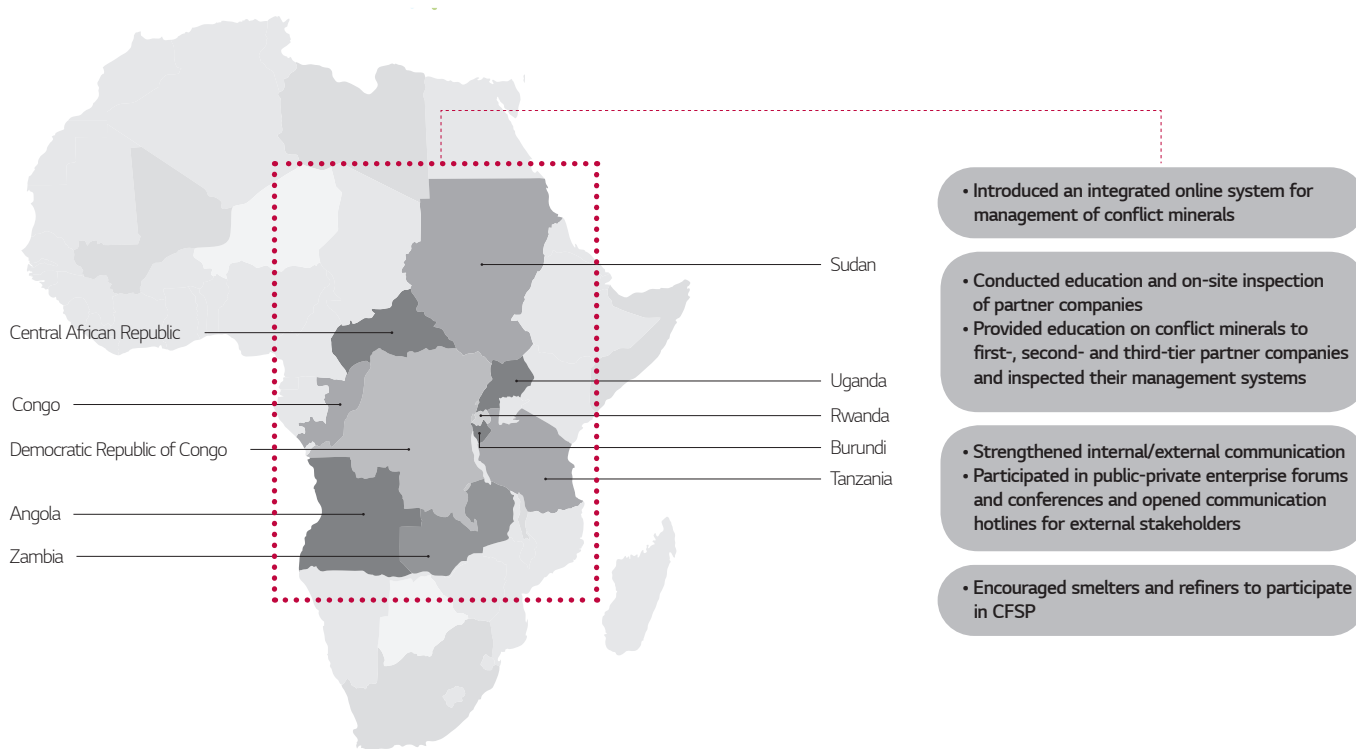 Central African Republic
Congo
Democratic Republic of Congo
Angola
Zambia
Sudan
Uganda
Rwanda
Burundi
Tanzania
• Introduced an integrated online system for
management of conflict minerals
• Conducted education and on-site inspection
of partner companies
• Provided education on conflict minerals to
first-, second- and third-tier partner companies
and inspected their management systems
• Strengthened internal/external communication
• Participated in public-private enterprise forums
and conferences and opened communication
hotlines for external stakeholders
• Encouraged smelters and refiners to participate
in CFSP